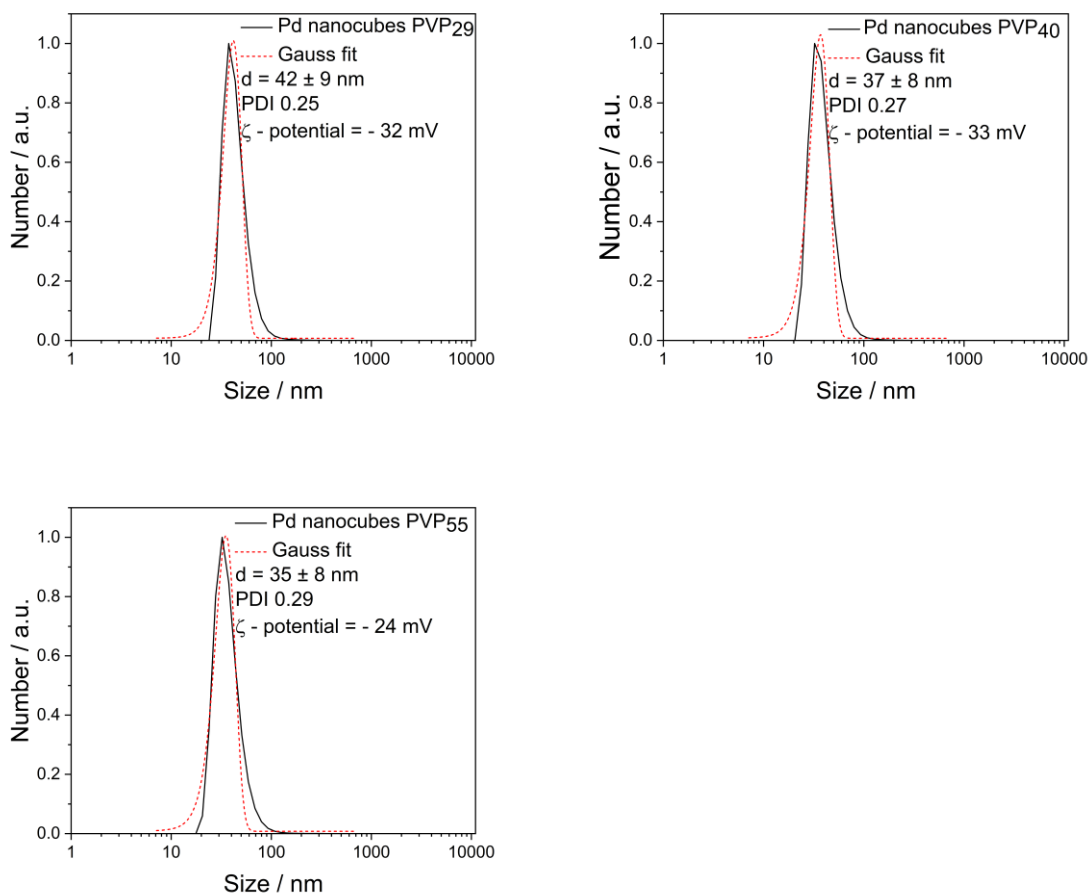 Pd nanocubes PVP29
Gauss fit
d = 42 ± 9 nm
PDI 0.25
ζ - potential = - 32 mV
Number / a.u.
1.0
0.8
0.6
0.4
0.2
0.0
1 10 100 1000 10000
Size / nm
Pd nanocubes PVP40
Gauss fit
d = 37 ± 8 nm
PDI 0.27
ζ - potential = - 33 mV
Number / a.u.
1.0
0.8
0.6
0.4
0.2
0.0
1 10 100 1000 10000
Size / nm
Pd nanocubes PVP55
Gauss fit
d = 35 ± 8 nm
PDI 0.29
ζ - potential = - 24 mV
Number / a.u.
1.0
0.8
0.6
0.4
0.2
0.0
1 10 100 1000 10000
Size / nm